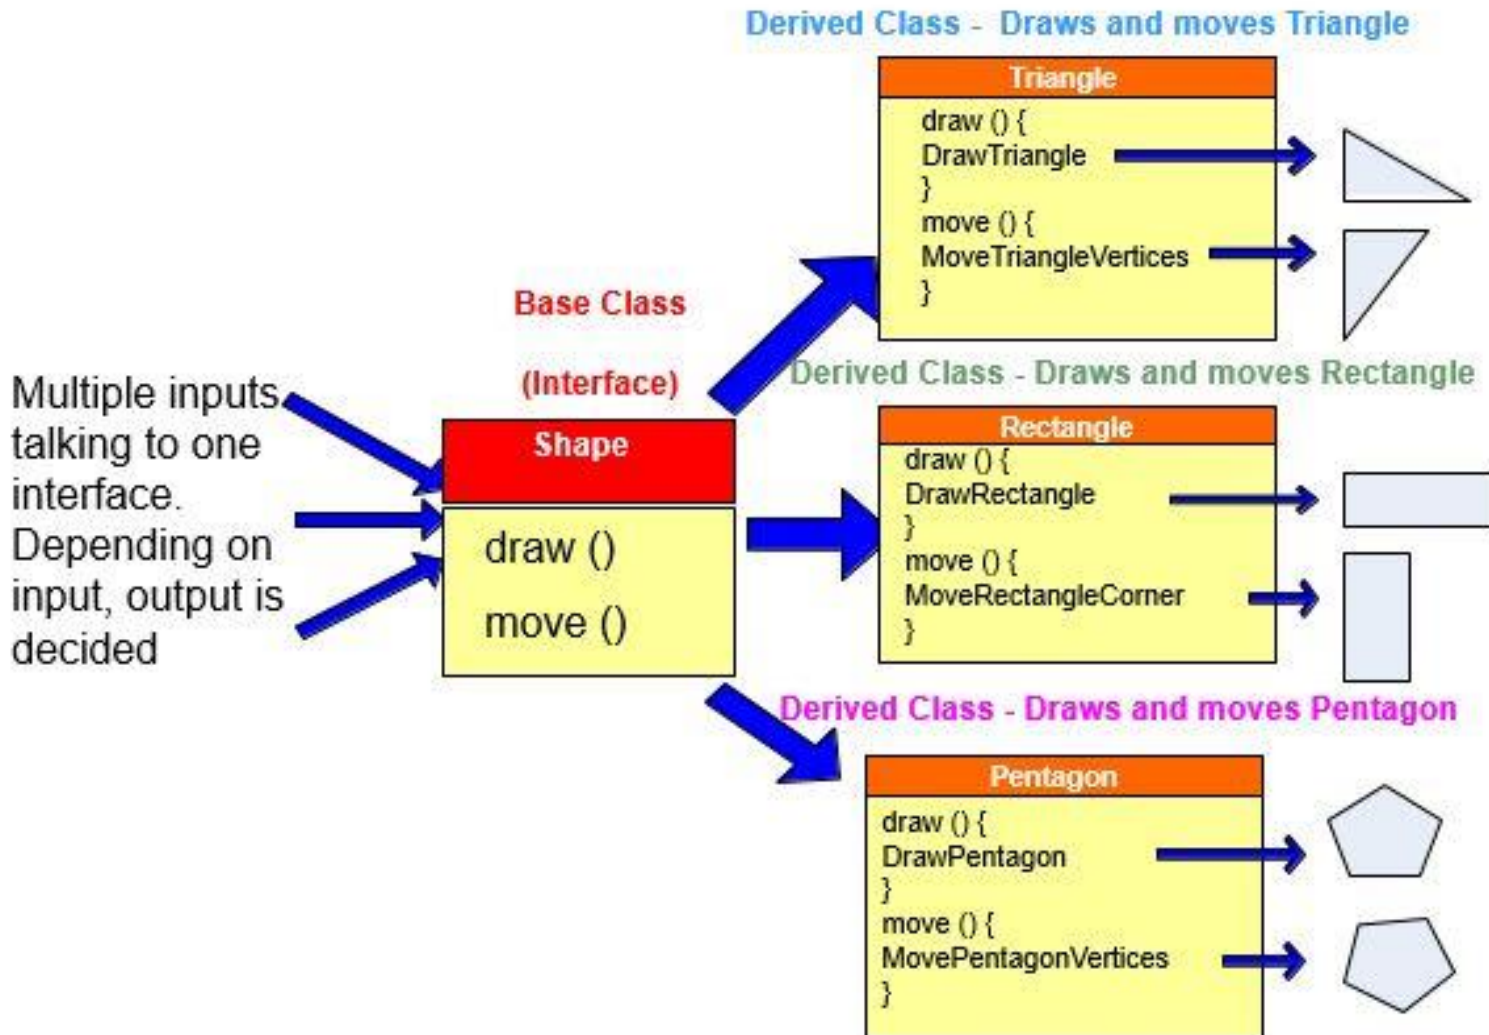 Derived Class - Draws and moves Triangle
Triangle
draw () {
DrawTriangle
}
move () {
MoveTriangleVertices
}
Base Class
(Interface)
Shape
draw ()
move ()
Multiple inputs
talking to one
interface.
Depending on
input, output is
decided
Derived Class - Draws and moves Rectangle
Rectangle
draw () {
DrawRectangle
}
move () {
MoveRectangleCorner
}
Derived Class - Draws and moves Pentagon
Pentagon
draw () {
DrawPentagon
}
move () {
MovePentagonVertices
}